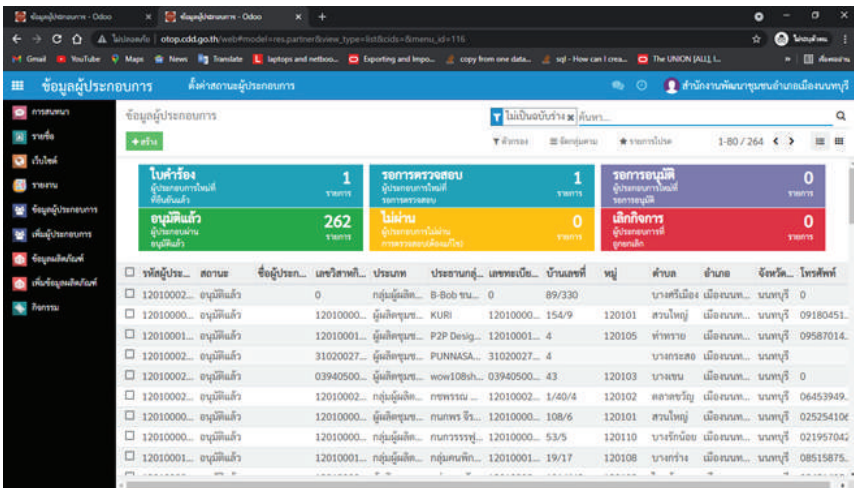 ข้อมูลผู้ประกอบการ - Odoo
ข้อมูลผู้ประกอบการ - Odoo
ไม่ปลอดภัย | otop.cdd.go.th/web#model=res.partner&view_type=list&cids=&menu_id=116
Gmail YouTube Maps News Translate laptops and netboo... Exporting and Impo... copy from one data... sql - How can I crea... The UNION [ALL], I...
ข้อมูลผู้ประกอบการ ตั้งค่าสถานะผู้ประกอบการ สำนักงานพัฒนาชุมชนอำเภอเมืองนนทบุรี
การสนทนา
รายชื่อ
เว็บไซต์
รายงาน
ข้อมูลผู้ประกอบการ
เพิ่มผู้ประกอบการ
ข้อมูลผลิตภัณฑ์
เพิ่มข้อมูลผลิตภัณฑ์
กิจกรรม
ข้อมูลผู้ประกอบการ ไม่เป็นฉบับร่าง ค้นหา...
+สร้าง ตัวกรอง จัดกลุ่มตาม รายการโปรด 1-80 / 264
ใบคำร้อง 1
ผู้ประกอบการใหม่ที่ รายการ
ที่ยืนยันแล้ว
รอการตรวจสอบ 1
ผู้ประกอบการใหม่ที่ รายการ
รอการตรวจสอบ
รอการอนุมัติ 0
ผู้ประกอบการใหม่ที่ รายการ
รอการอนุมัติ
อนุมัติแล้ว 262
ผู้ประกอบผ่าน รายการ
อนุมัติแล้ว
ไม่ผ่าน 0
ผู้ประกอบการไม่ผ่าน รายการ
การตรวจสอบ(ต้องแก้ไข)
เลิกกิจการ 0
ผู้ประกอบการที่ รายการ
ถูกยกเลิก
รหัสผู้ประ... สถานะ ชื่อผู้ประก... เลขวิสาหกิ... ประเภท ประธานกลุ่... เลขทะเบีย... บ้านเลขที่ หมู่ ตำบล อำเภอ จังหวัด... โทรศัพท์
12010002... อนุมัติแล้ว 0 กลุ่มผู้ผลิต... B-Bob ขน... 0 89/330 บางศรีเมือง เมืองนนท... นนทบุรี 0
12010000... อนุมัติแล้ว 12010000... ผู้ผลิตชุมช... KURI 12010000... 154/9 120101 สวนใหญ่ เมืองนนท... นนทบุรี 09180451...
12010001... อนุมัติแล้ว 12010001... ผู้ผลิตชุมช... P2P Desig... 12010001... 4 120105 ท่าทราย เมืองนนท... นนทบุรี 09587014...
12010002... อนุมัติแล้ว 31020027... ผู้ผลิตชุมช... PUNNASA... 31020027... 4 บางกระสอ เมืองนนท... นนทบุรี
12010002... อนุมัติแล้ว 03940500... ผู้ผลิตชุมช... wow108sh... 03940500... 43 120103 บางเขน เมืองนนท... นนทบุรี 0
12010002... อนุมัติแล้ว 12010002... กลุ่มผู้ผลิต... กชพรรณ ... 12010002... 1/40/4 120102 ตลาดขวัญ เมืองนนท... นนทบุรี 06453949...
12010000... อนุมัติแล้ว 12010000... ผู้ผลิตชุมช... กนกพร จีร... 12010000... 108/6 120101 สวนใหญ่ เมืองนนท... นนทบุรี 025254106
12010000... อนุมัติแล้ว 12010000... กลุ่มผู้ผลิต... 12010000... 53/5 120110 บางรักน้อย เมืองนนท... นนทบุรี 021957042
12010001... อนุมัติแล้ว 12010001... กลุ่มผู้ผลิต... กลุ่มคนพิก... 12010001... 19/17 120108 บางกร่าง เมืองนนท... นนทบุรี 08515875...